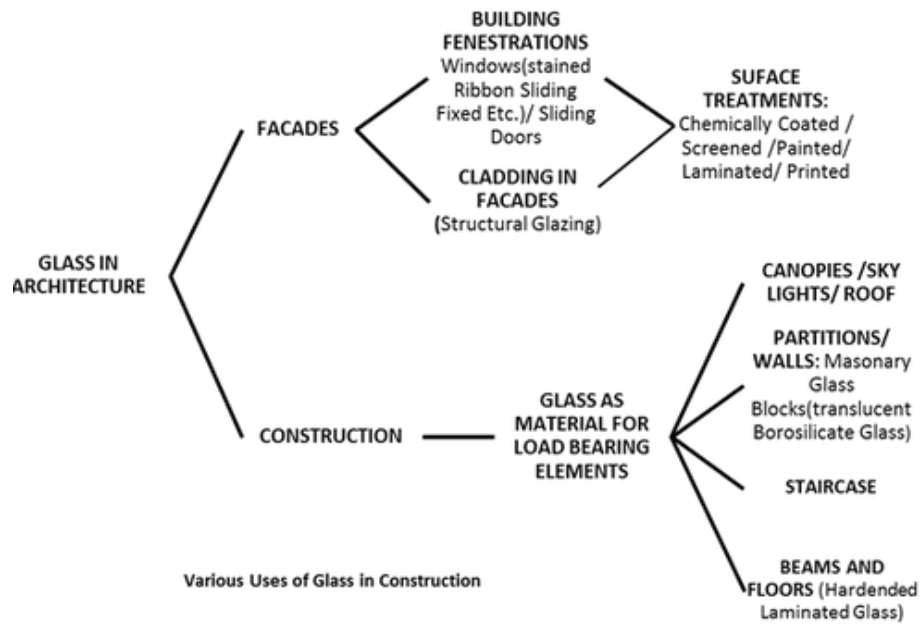 BUILDING
FENESTRATIONS
Windows(stained
Ribbon Sliding
Fixed Etc.)/ Sliding
Doors
SUFACE
TREATMENTS:
Chemically Coated /
Screened /Painted/
Laminated/ Printed
FACADES
CLADDING IN
FACADES
(Structural Glazing)
GLASS IN
ARCHITECTURE
CANOPIES /SKY
LIGHTS/ ROOF
PARTITIONS/
WALLS: Masonary
Glass
Blocks(translucent
Borosilicate Glass)
CONSTRUCTION
GLASS AS
MATERIAL FOR
LOAD BEARING
ELEMENTS
STAIRCASE
BEAMS AND
FLOORS (Hardended
Laminated Glass)
Various Uses of Glass in Construction